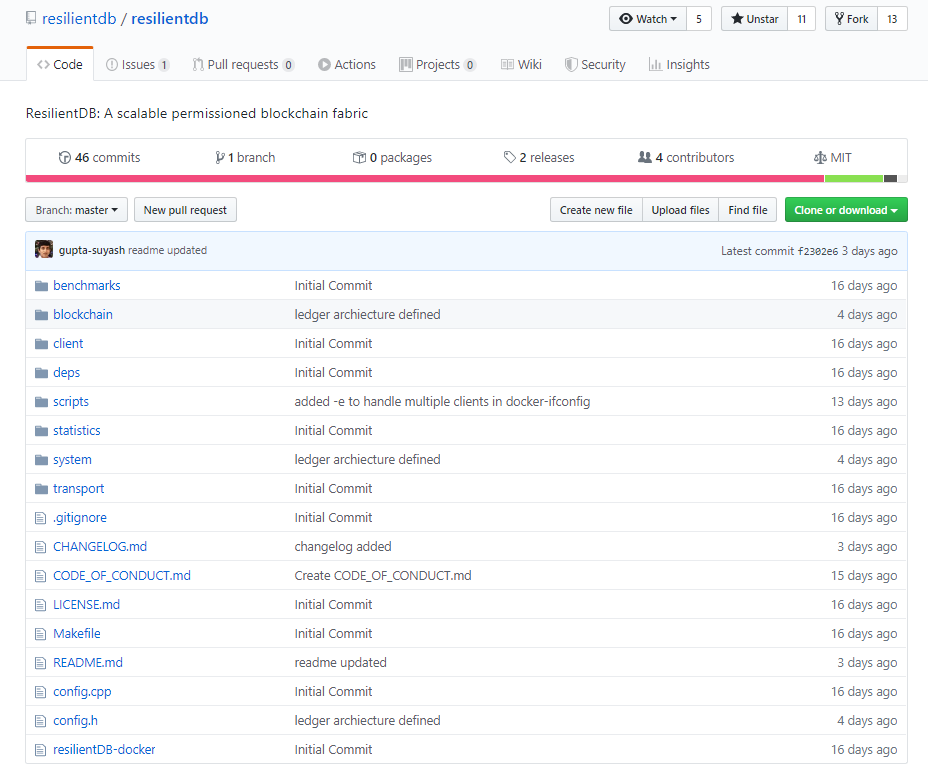 resilientdb / resilientdb Watch 5 Unstar 11 Fork 13
Code Issues 1 Pull requests 0 Actions Projects 0 Wiki Security Insights
ResilientDB: A scalable permissioned blockchain fabric
46 commits 1 branch 0 packages 2 releases 4 contributors MIT
Branch: master New pull request Create new file Upload files Find file Clone or download
gupta-suyash readme updated Latest commit f2302e6 3 days ago
benchmarks Initial Commit 16 days ago
blockchain ledger archiecture defined 4 days ago
client Initial Commit 16 days ago
deps Initial Commit 16 days ago
scripts added -e to handle multiple clients in docker-ifconfig 13 days ago
statistics Initial Commit 16 days ago
system ledger archiecture defined 4 days ago
transport Initial Commit 16 days ago
.gitignore Initial Commit 16 days ago
CHANGELOG.md changelog added 3 days ago
CODE_OF_CONDUCT.md Create CODE_OF_CONDUCT.md 15 days ago
LICENSE.md Initial Commit 16 days ago
Makefile Initial Commit 16 days ago
README.md readme updated 3 days ago
config.cpp Initial Commit 16 days ago
config.h ledger archiecture defined 4 days ago
resilientDB-docker Initial Commit 16 days ago